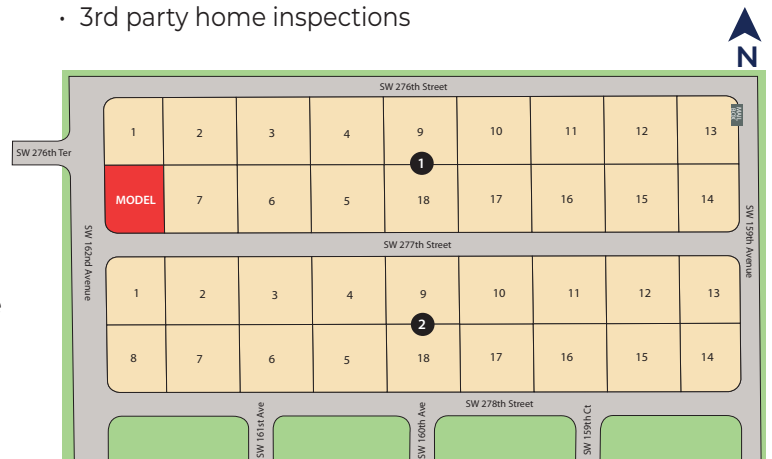 · 3rd party home inspections
N
SW 276th Street
1 2 3 4 9 10 11 12 13
MAIL
KIOSK
SW 276th Ter
1
MODEL 7 6 5 18 17 16 15 14
SW 162nd Avenue
SW 159th Avenue
SW 277th Street
1 2 3 4 9 10 11 12 13
2
8 7 6 5 18 17 16 15 14
SW 278th Street
SW 161st Ave
SW 160th Ave
SW 159th Ct